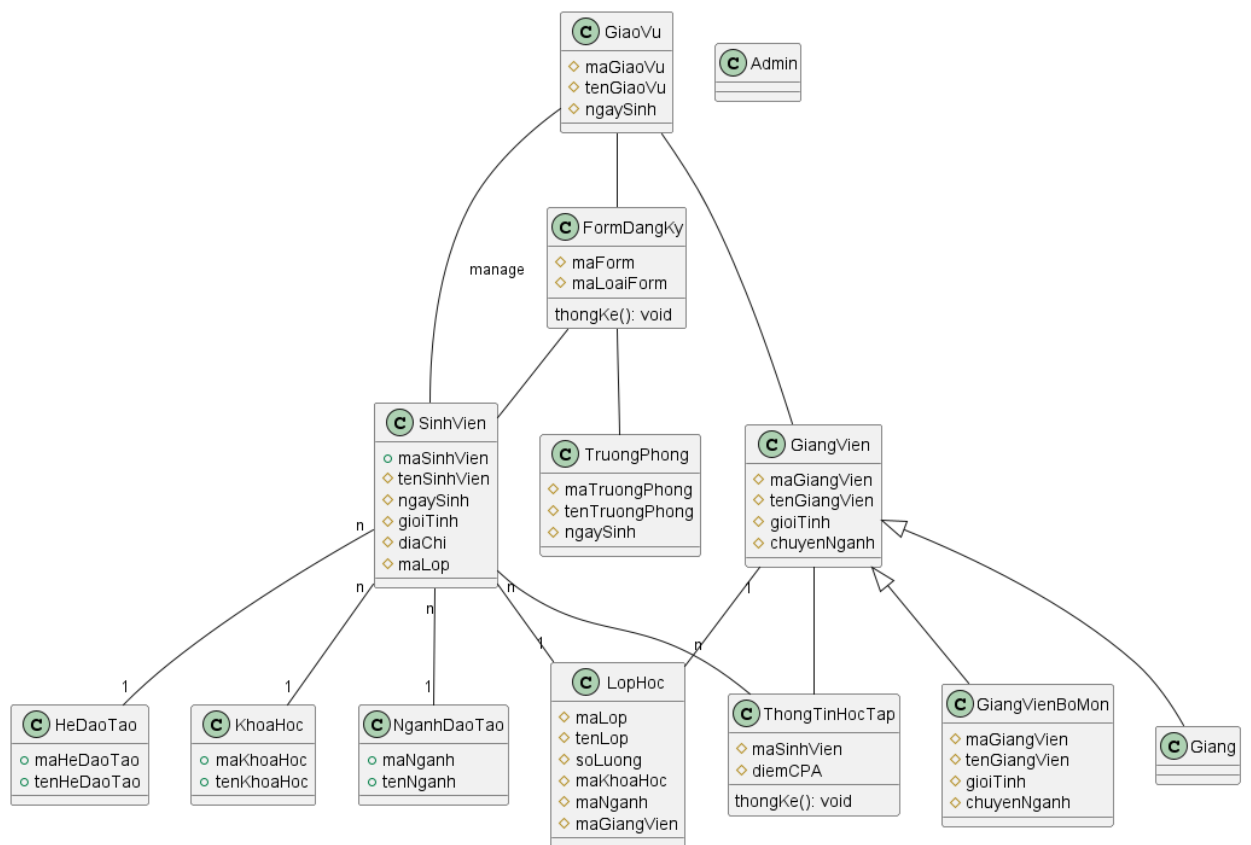 C GiaoVu
maGiaoVu
tenGiaoVu
ngaySinh
C Admin
manage
C FormDangKy
maForm
maLoaiForm
thongKe(): void
C SinhVien
maSinhVien
tenSinhVien
ngaySinh
gioiTinh
diaChi
maLop
C TruongPhong
maTruongPhong
tenTruongPhong
ngaySinh
C GiangVien
maGiangVien
tenGiangVien
gioiTinh
chuyenNganh
n
n
n
n
1
1
1
1
1
n
C HeDaoTao
maHeDaoTao
tenHeDaoTao
C KhoaHoc
maKhoaHoc
tenKhoaHoc
C NganhDaoTao
maNganh
tenNganh
C LopHoc
maLop
tenLop
soLuong
maKhoaHoc
maNganh
maGiangVien
C ThongTinHocTap
maSinhVien
diemCPA
thongKe(): void
C GiangVienBoMon
maGiangVien
tenGiangVien
gioiTinh
chuyenNganh
C Giang